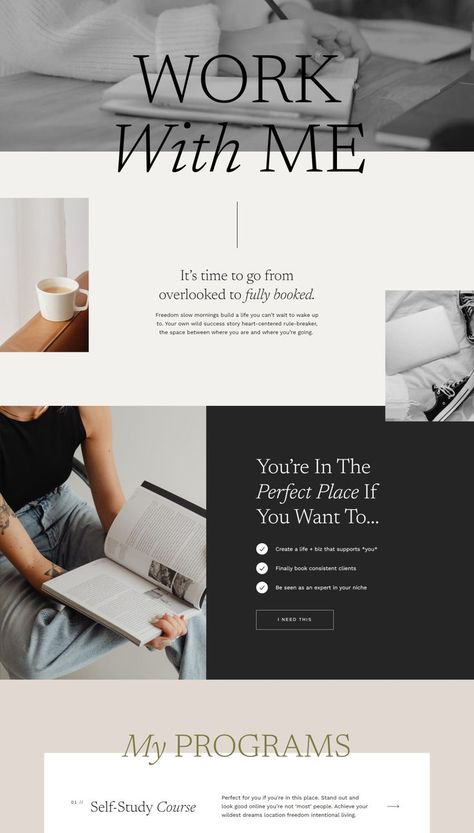 WORK
With ME
It's time to go from
overlooked to fully booked.
Freedom slow mornings build a life you can't wait to wake up
to. Your own wild success story heart-centered rule-breaker,
the space between where you are and where you're going.
You're In The
Perfect Place If
You Want To...
Create a life + biz that supports *you*
Finally book consistent clients
Be seen as an expert in your niche
I NEED THIS
My PROGRAMS
01 //
Self-Study Course
Perfect for you if you're in this place. Stand out and
look good online you're not 'most' people. Achieve your
wildest dreams location freedom intentional living.